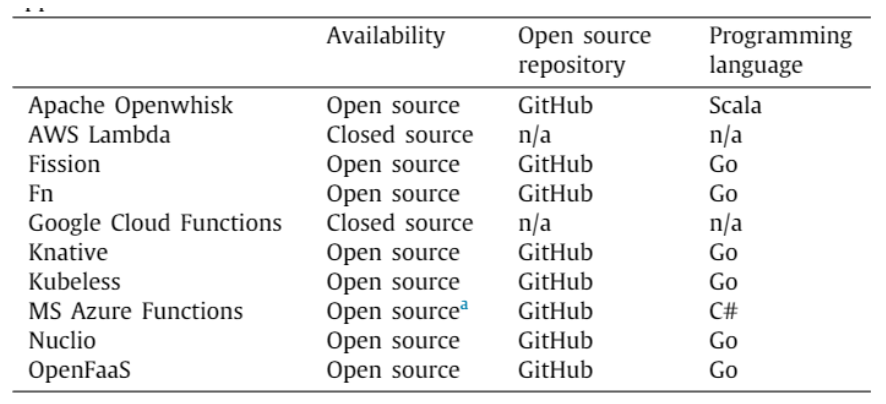 Availability Open source Programming
repository language
Apache Openwhisk Open source GitHub Scala
AWS Lambda Closed source n/a n/a
Fission Open source GitHub Go
Fn Open source GitHub Go
Google Cloud Functions Closed source n/a n/a
Knative Open source GitHub Go
Kubeless Open source GitHub Go
MS Azure Functions Open sourceᵃ GitHub C#
Nuclio Open source GitHub Go
OpenFaaS Open source GitHub Go